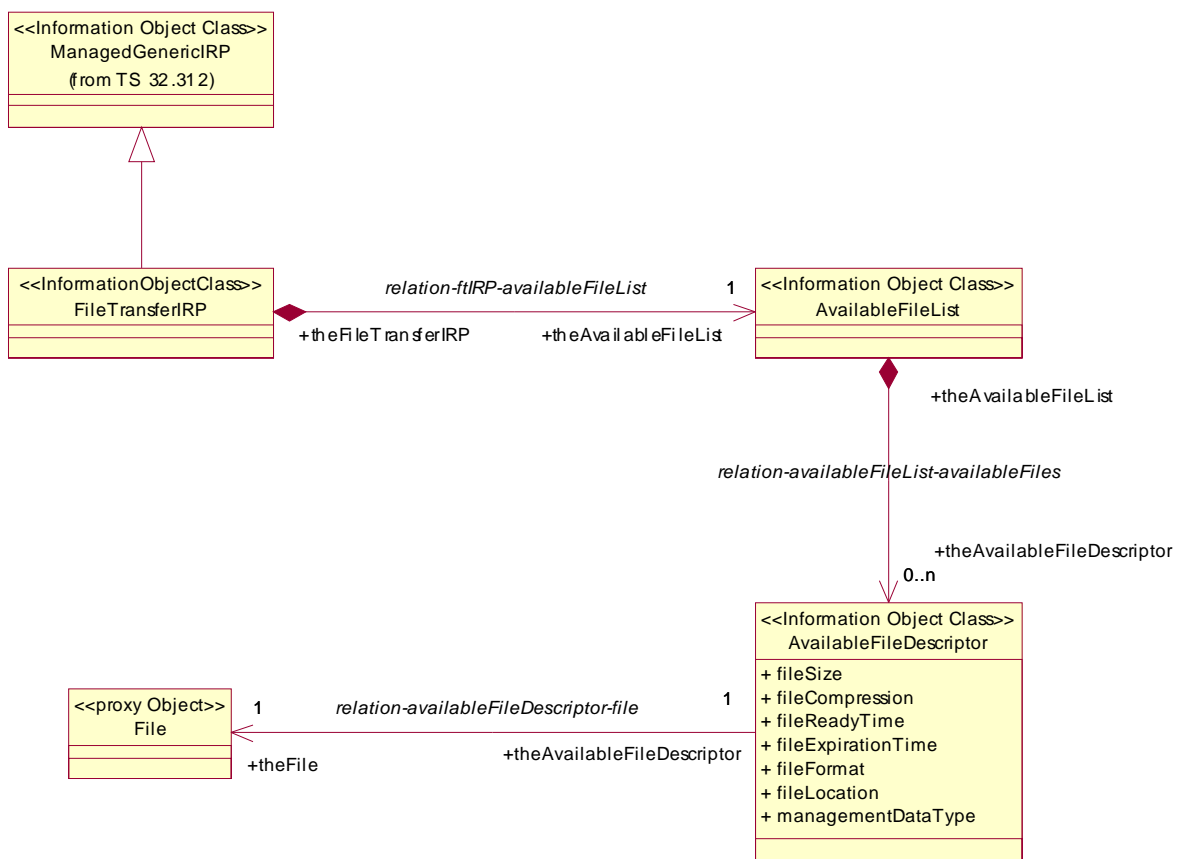 <<Information Object Class>>
ManagedGenericIRP
(from TS 32.312)
<<InformationObjectClass>>
FileTransferIRP
relation-ftIRP-availableFileList
1
+theFileTransferIRP
+theAvailableFileList
<<Information Object Class>>
AvailableFileList
+theAvailableFileList
relation-availableFileList-availableFiles
+theAvailableFileDescriptor
0..n
<<Information Object Class>>
AvailableFileDescriptor
+ fileSize
+ fileCompression
+ fileReadyTime
+ fileExpirationTime
+ fileFormat
+ fileLocation
+ managementDataType
<<proxy Object>>
File
1
relation-availableFileDescriptor-file
1
+theFile
+theAvailableFileDescriptor